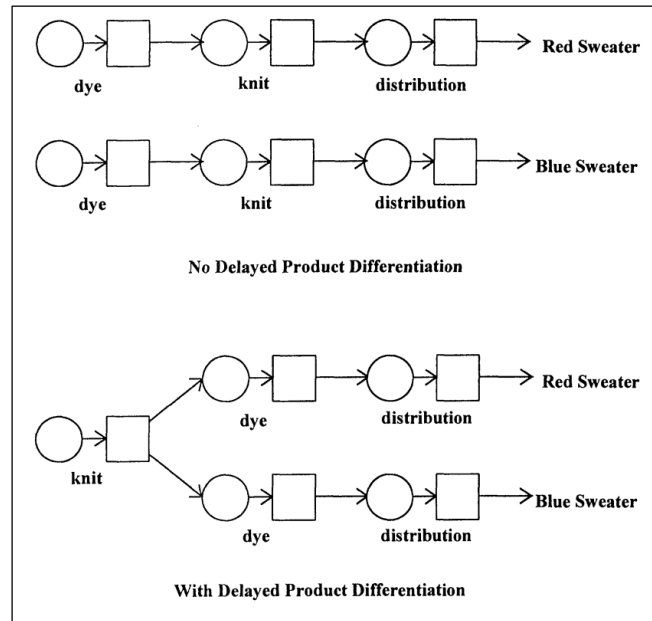 Red Sweater
dye knit distribution
Blue Sweater
dye knit distribution
No Delayed Product Differentiation
Red Sweater
dye distribution
knit
Blue Sweater
dye distribution
With Delayed Product Differentiation